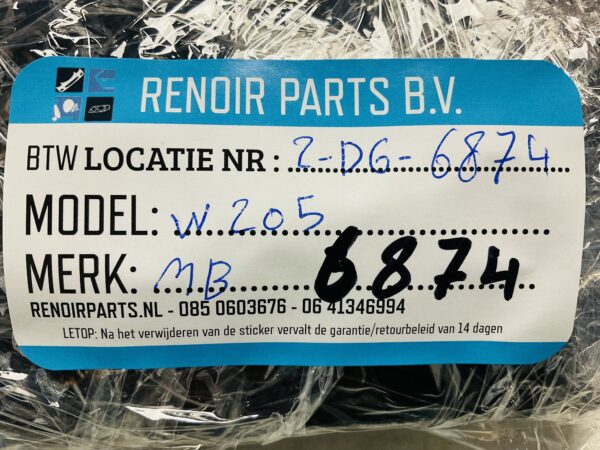 RENOIR PARTS B.V.
BTW LOCATIE NR : 2-DG-6874
MODEL: W205
MERK: MB 6874
RENOIRPARTS.NL - 085 0603676 - 06 41346994
LETOP: Na het verwijderen van de sticker vervalt de garantie/retourbeleid van 14 dagen